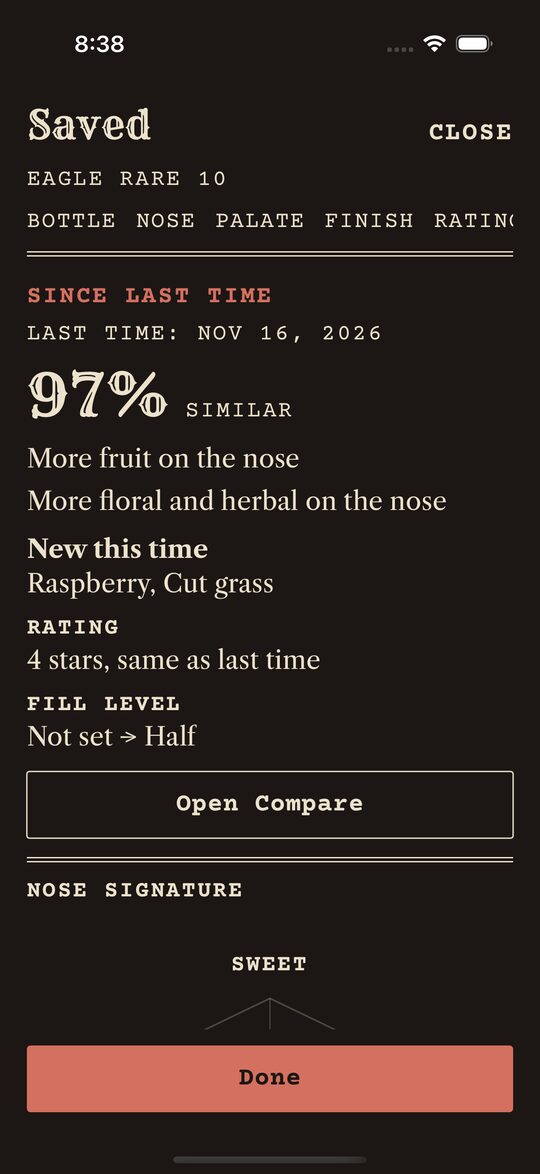 8:38
Saved
CLOSE
EAGLE RARE 10
BOTTLE NOSE PALATE FINISH RATING
SINCE LAST TIME
LAST TIME: NOV 16, 2026
97% SIMILAR
More fruit on the nose
More floral and herbal on the nose
New this time
Raspberry, Cut grass
RATING
4 stars, same as last time
FILL LEVEL
Not set → Half
Open Compare
NOSE SIGNATURE
SWEET
Done